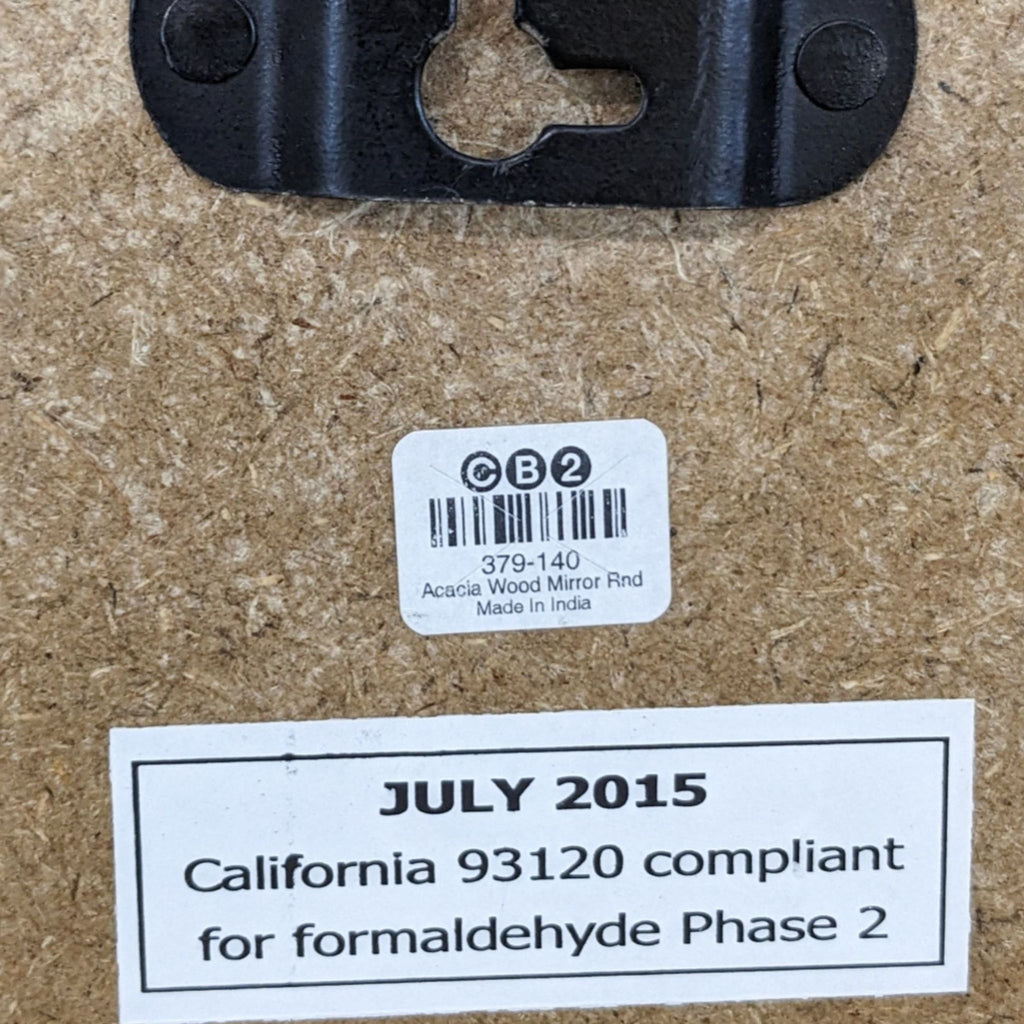 CB2
379-140
Acacia Wood Mirror Rnd
Made In India
JULY 2015
California 93120 compliant
for formaldehyde Phase 2